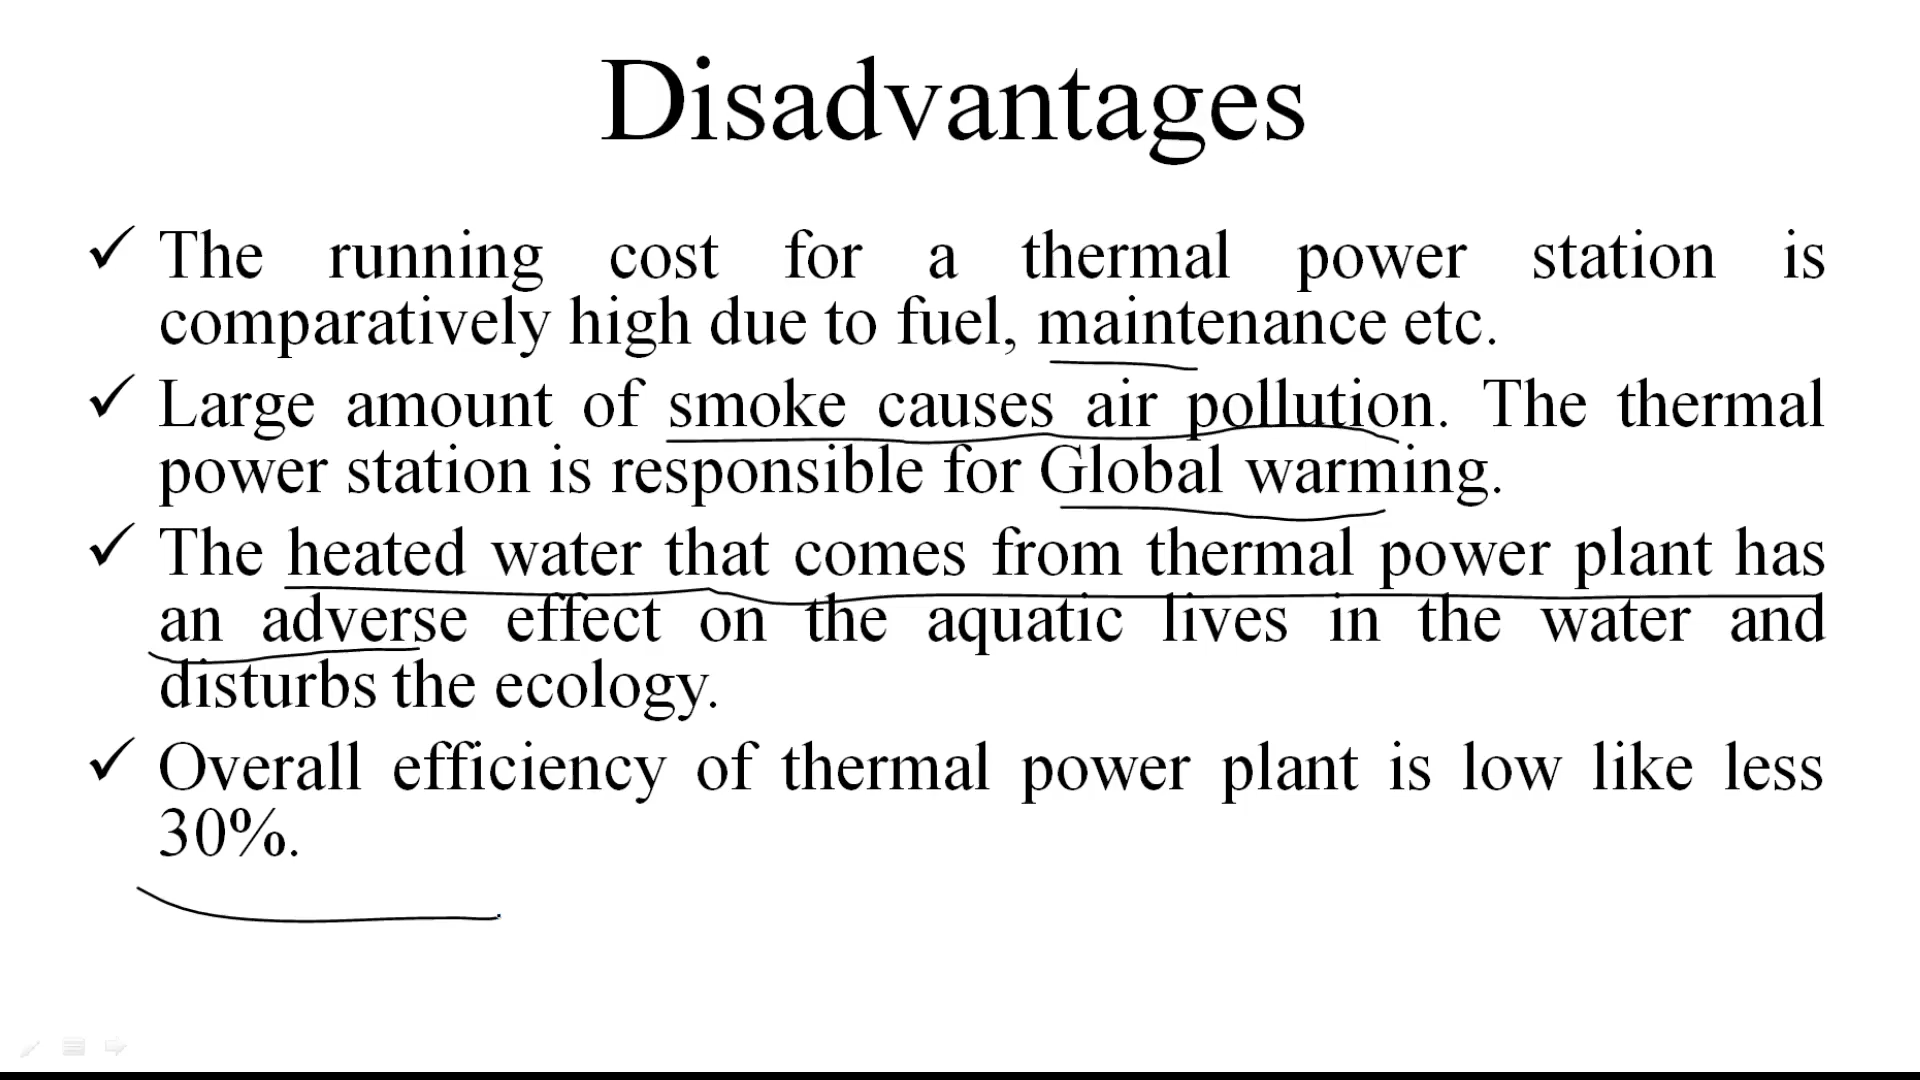 Disadvantages
✓ The running cost for a thermal power station is
comparatively high due to fuel, maintenance etc.
✓ Large amount of smoke causes air pollution. The thermal
power station is responsible for Global warming.
✓ The heated water that comes from thermal power plant has
an adverse effect on the aquatic lives in the water and
disturbs the ecology.
✓ Overall efficiency of thermal power plant is low like less
30%.